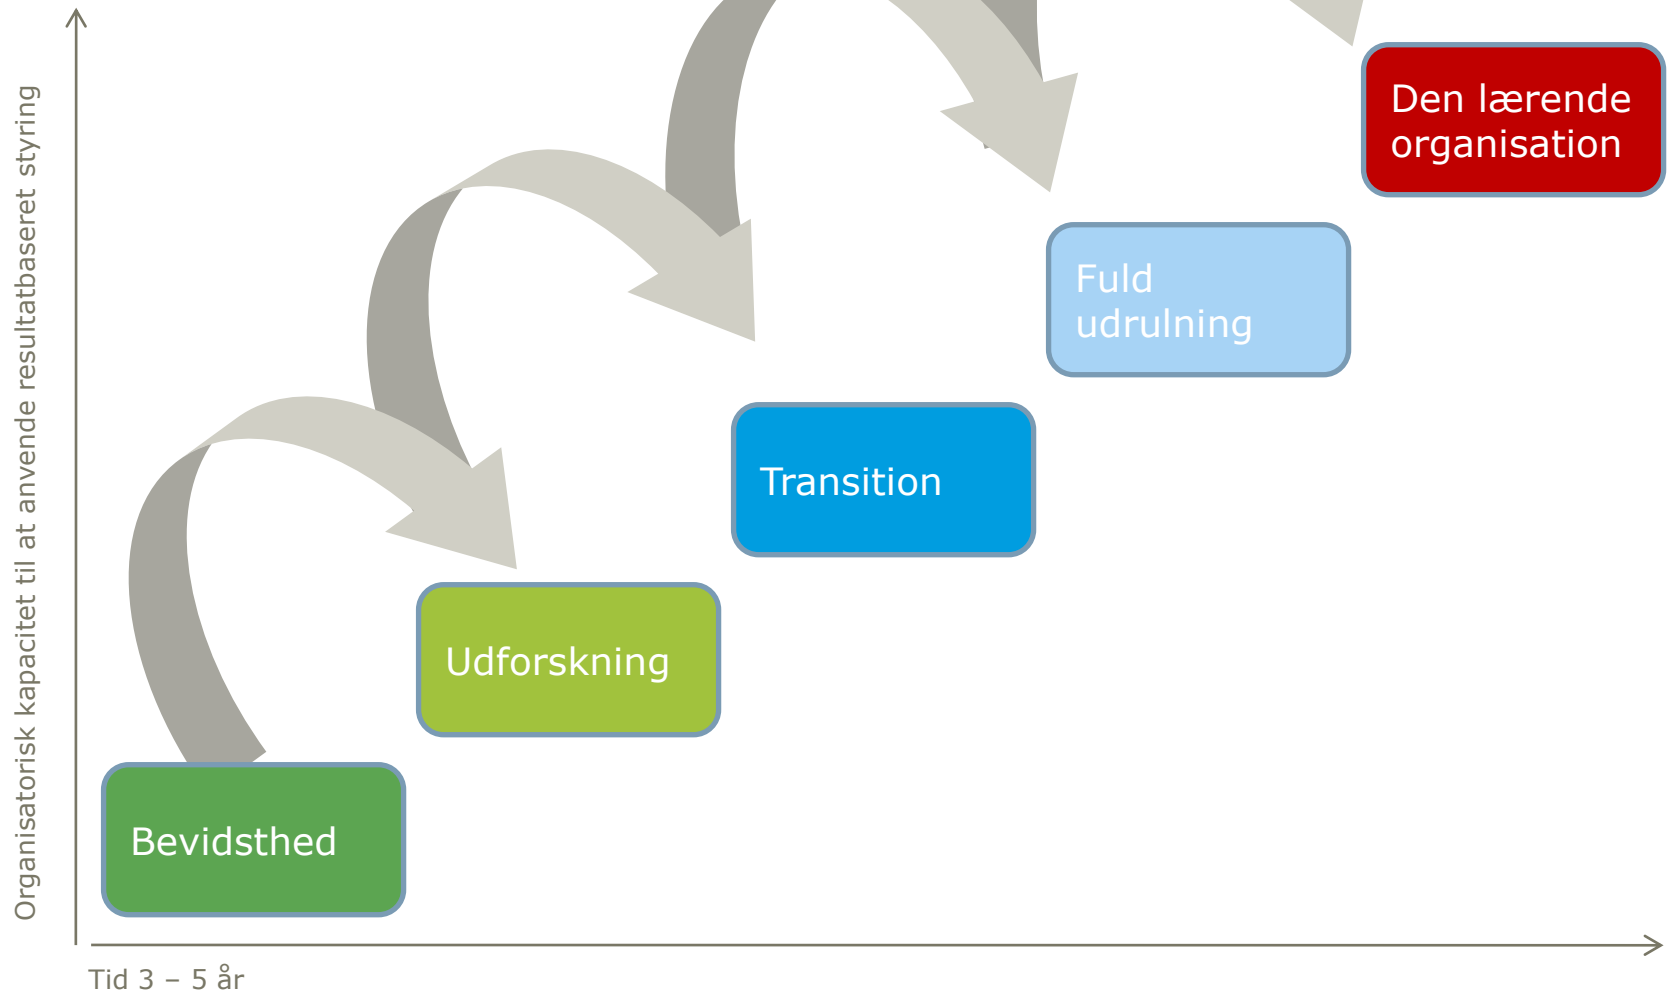 Organisatorisk kapacitet til at anvende resultatbaseret styring
Den lærende
organisation
Fuld
udrulning
Transition
Udforskning
Bevidsthed
Tid 3 – 5 år